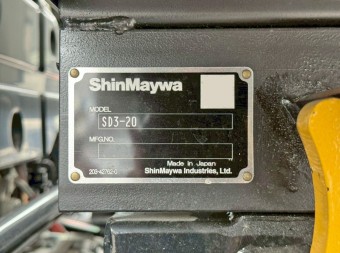 ShinMaywa
MODEL
SD3-20
MFG.NO.
Made in Japan
ShinMaywa Industries, Ltd.